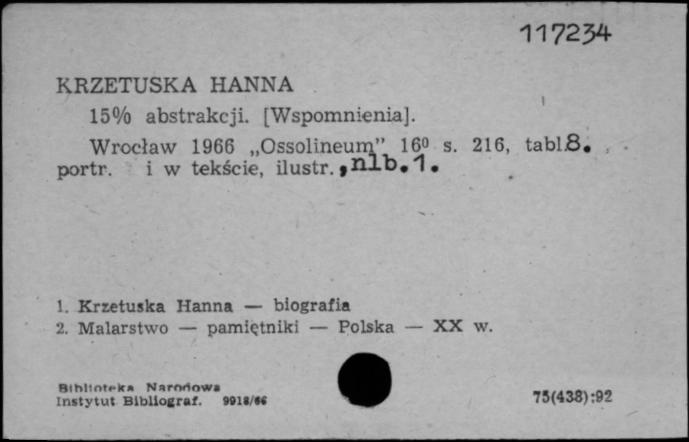 117234
KRZETUSKA HANNA
15% abstrakcji. [Wspomnienia].
Wrocław 1966 „Ossolineum” 16⁰ s. 216, tabl.8.
portr. i w tekście, ilustr., nlb.1.
1. Krzetuska Hanna — biografia
2. Malarstwo — pamiętniki — Polska — XX w.
Biblioteka Narodowa
Instytut Bibliograf. 9918/66
75(438):92